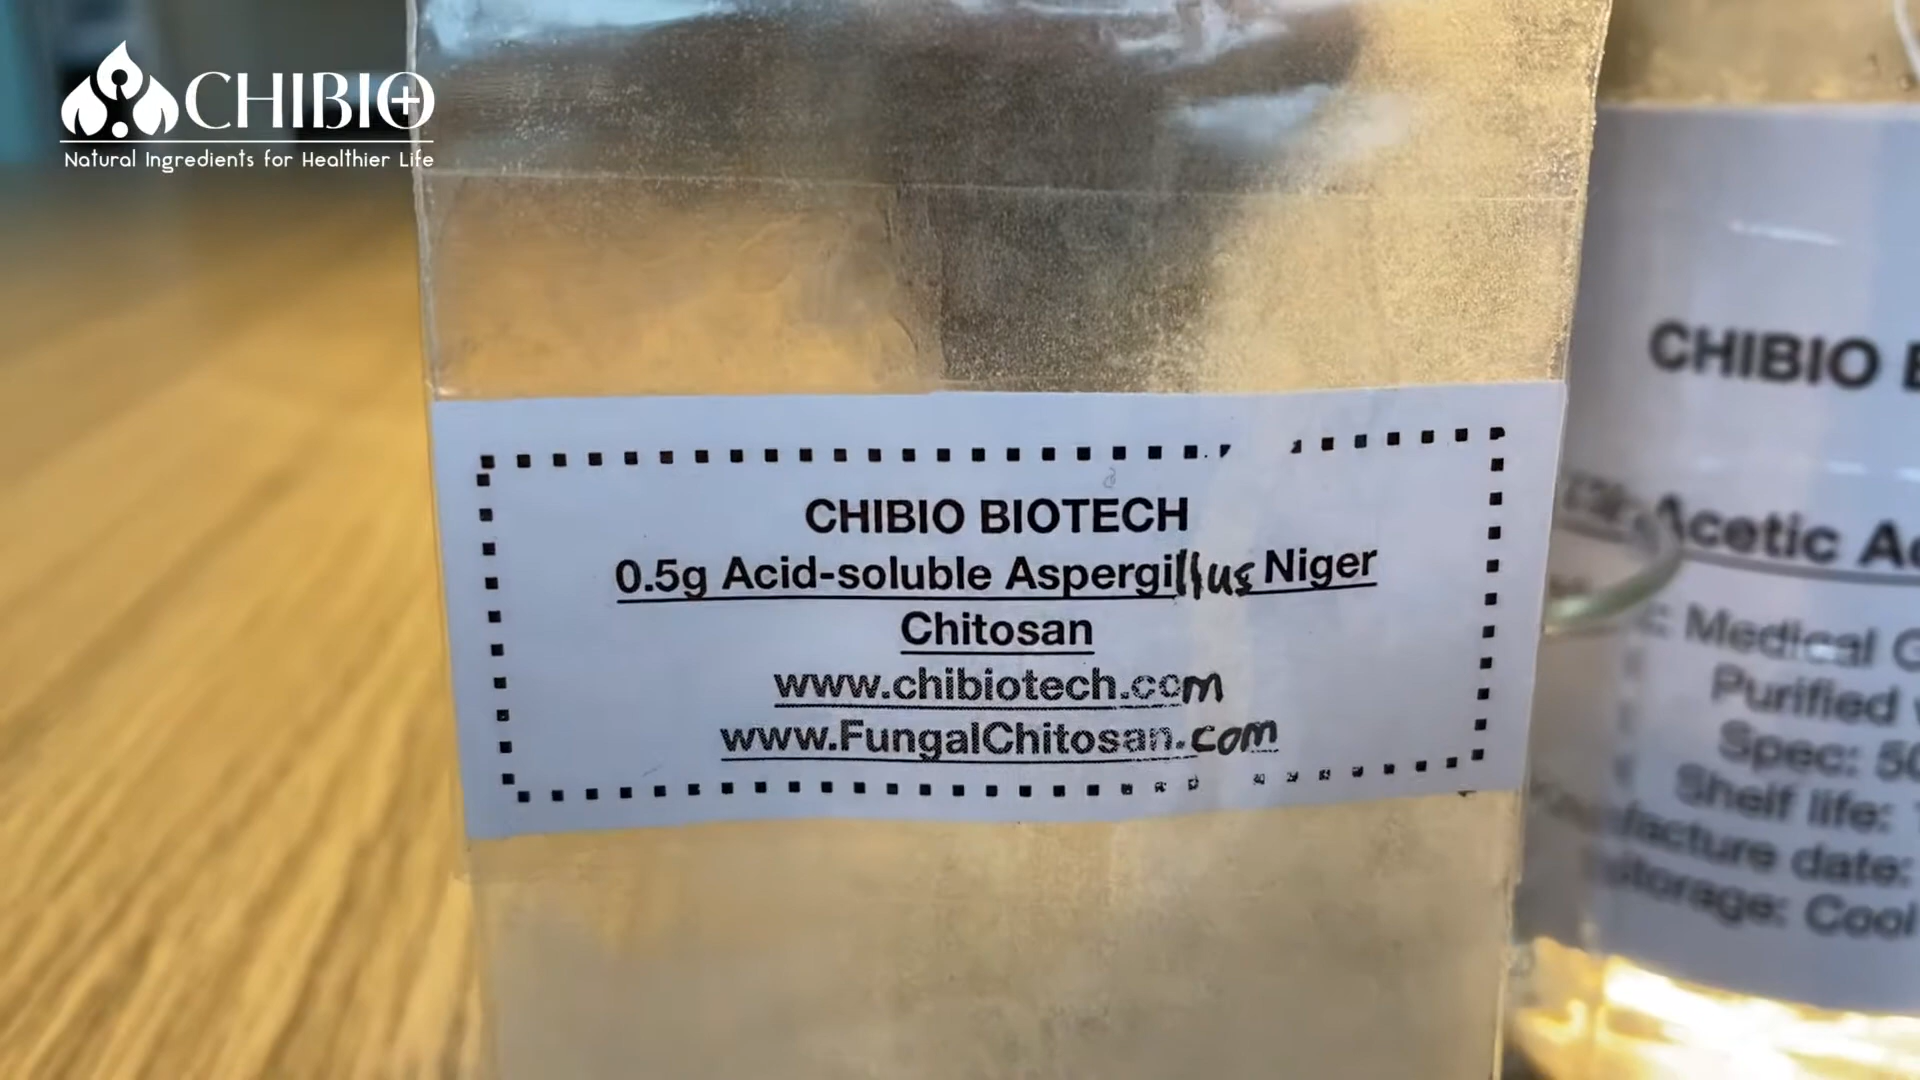 CHIBIO
Natural Ingredients for Healthier Life
CHIBIO BIOTECH
0.5g Acid-soluble Aspergillus Niger
Chitosan
www.chibiotech.com
www.FungalChitosan.com
CHIBIO
Acetic
Medical
Purified
Spec: 50
Shelf life:
date:
storage: Cool